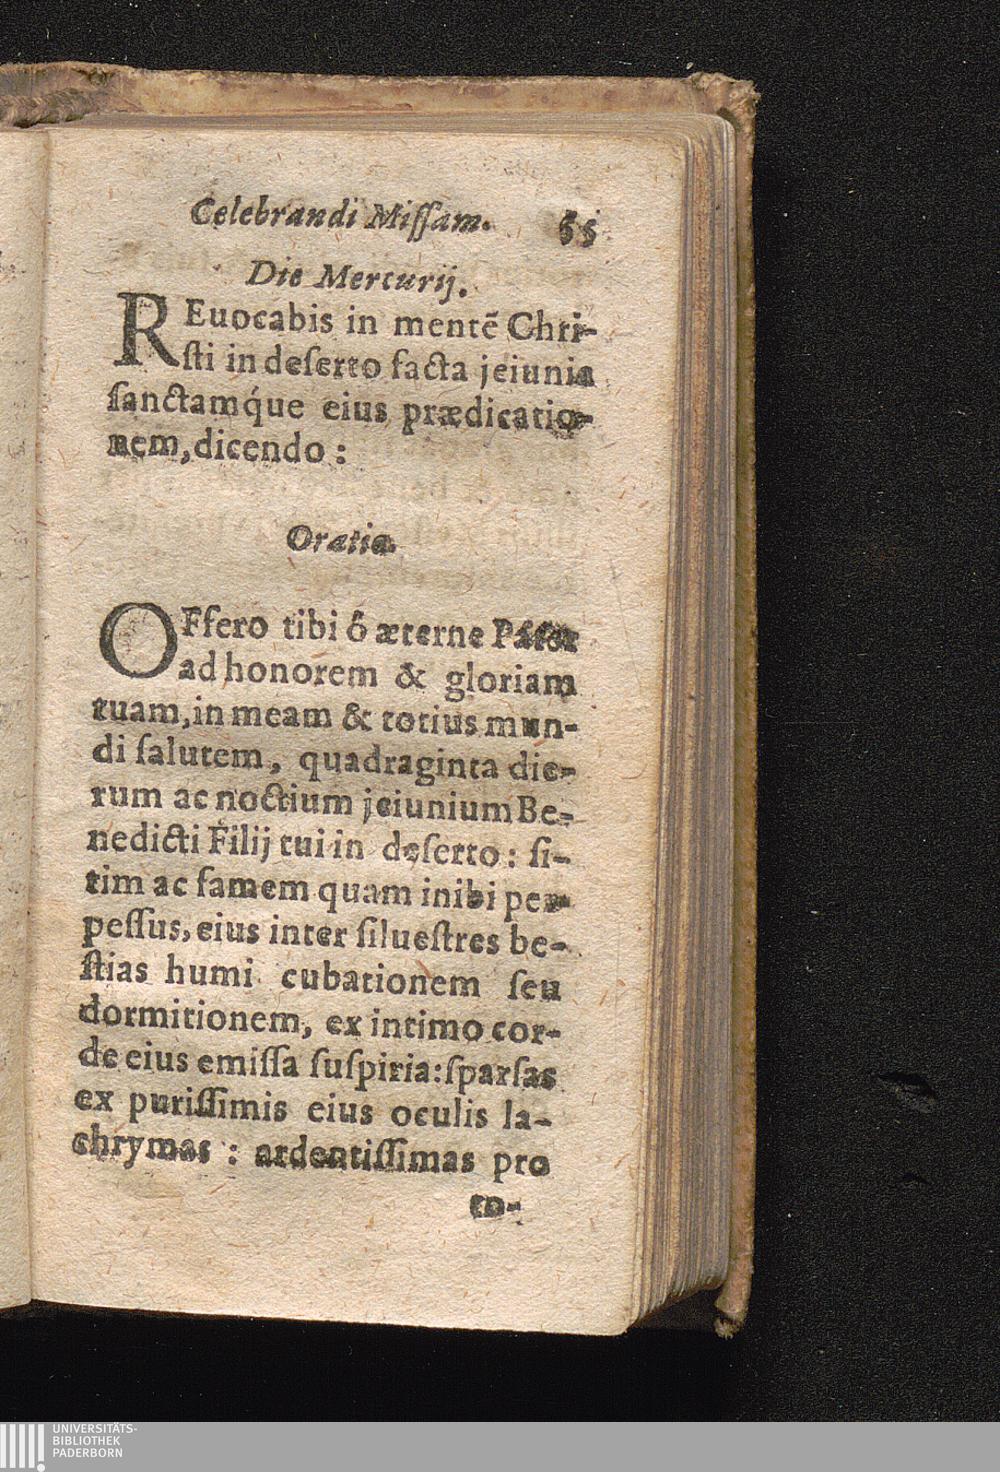 Celebrandi Miſſam. 55
Die Mercurij.
REuocabis in mentē Chri-
ſti in deſerto facta jeiunia
ſanctamq́ue eius prædicatio-
nem, dicendo:
Oratio.
OFfero tibi ô æterne Pater
ad honorem & gloriam
tuam, in meam & totius mun-
di ſalutem, quadraginta die-
rum ac noctium jeiunium Be-
nedicti Filij tui in deſerto: ſi-
tim ac famem quam inibi per-
peſſus, eius inter ſilueſtres be-
ſtias humi cubationem ſeu
dormitionem, ex intimo cor-
de eius emiſſa ſuſpiria: ſparſas
ex puriſſimis eius oculis la-
chrymas: ardentiſſimas pro
UNIVERSITÄTS-
BIBLIOTHEK
PADERBORN